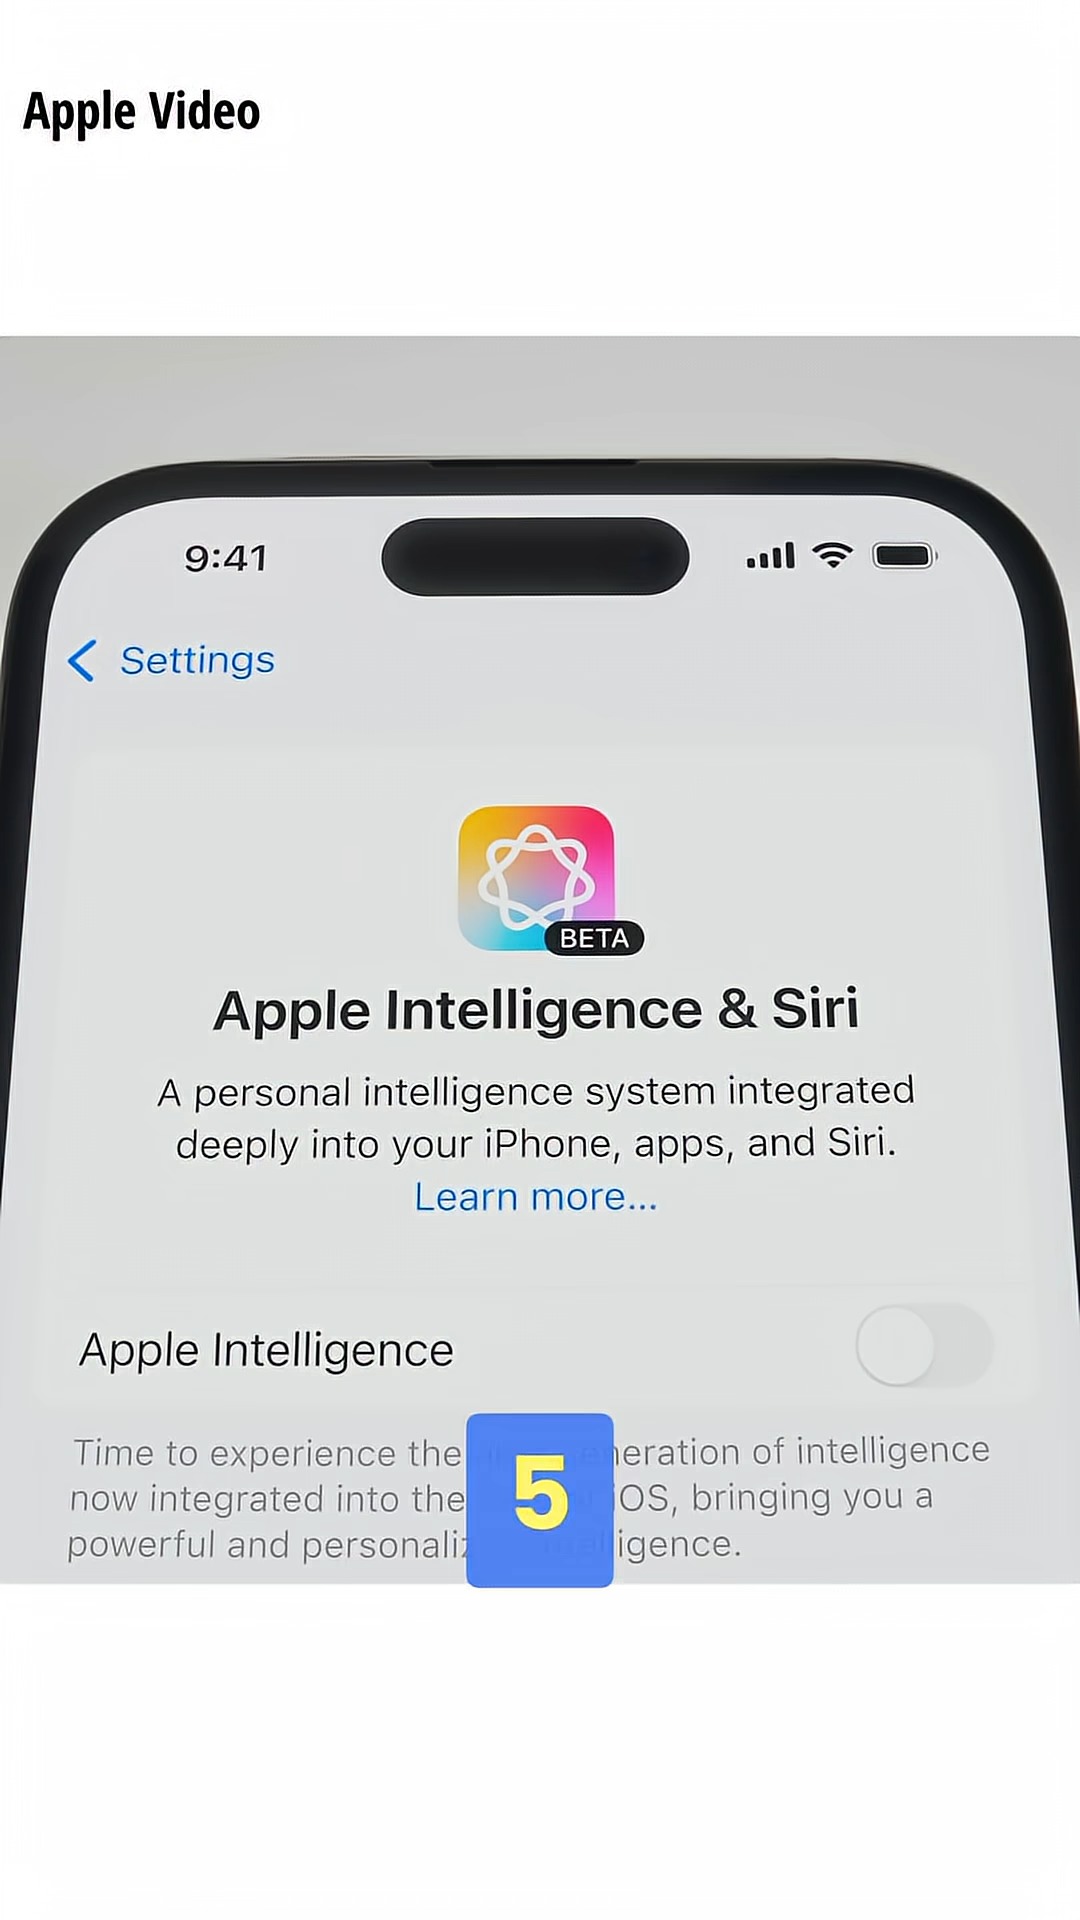 Apple Video
9:41
Settings
BETA
Apple Intelligence & Siri
A personal intelligence system integrated
deeply into your iPhone, apps, and Siri.
Learn more...
Apple Intelligence
Time to experience the neration of intelligence
now integrated into the iOS, bringing you a
powerful and personaliz igence.
5